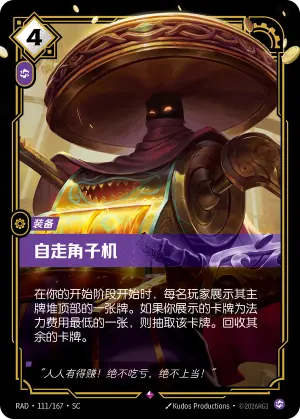 4
装备
自走角子机
在你的开始阶段开始时，每名玩家展示其主
牌堆顶部的一张牌。如果你展示的卡牌为法
力费用最低的一张，则抽取该卡牌。回收其
余的卡牌。
“人人有得赚！绝不吃亏，绝不上当！”
RAD • 111/167 • SC
Kudos Productions
©2026RGI